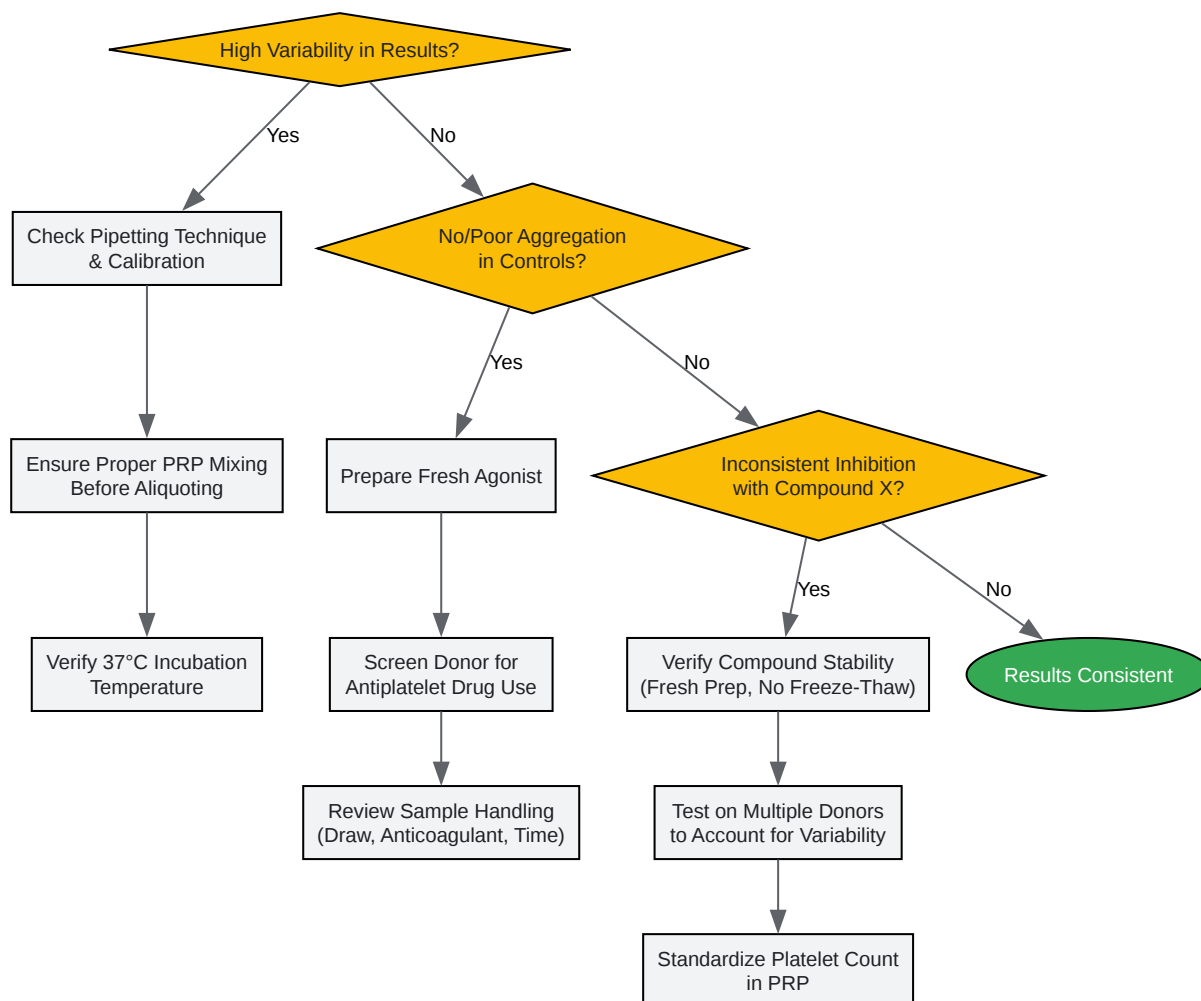 High Variability in Results?
Yes
No
Check Pipetting Technique
& Calibration
No/Poor Aggregation
in Controls?
Yes
No
Ensure Proper PRP Mixing
Before Aliquoting
Prepare Fresh Agonist
Inconsistent Inhibition
with Compound X?
Yes
No
Verify 37°C Incubation
Temperature
Screen Donor for
Antiplatelet Drug Use
Verify Compound Stability
(Fresh Prep, No Freeze-Thaw)
Results Consistent
Review Sample Handling
(Draw, Anticoagulant, Time)
Test on Multiple Donors
to Account for Variability
Standardize Platelet Count
in PRP